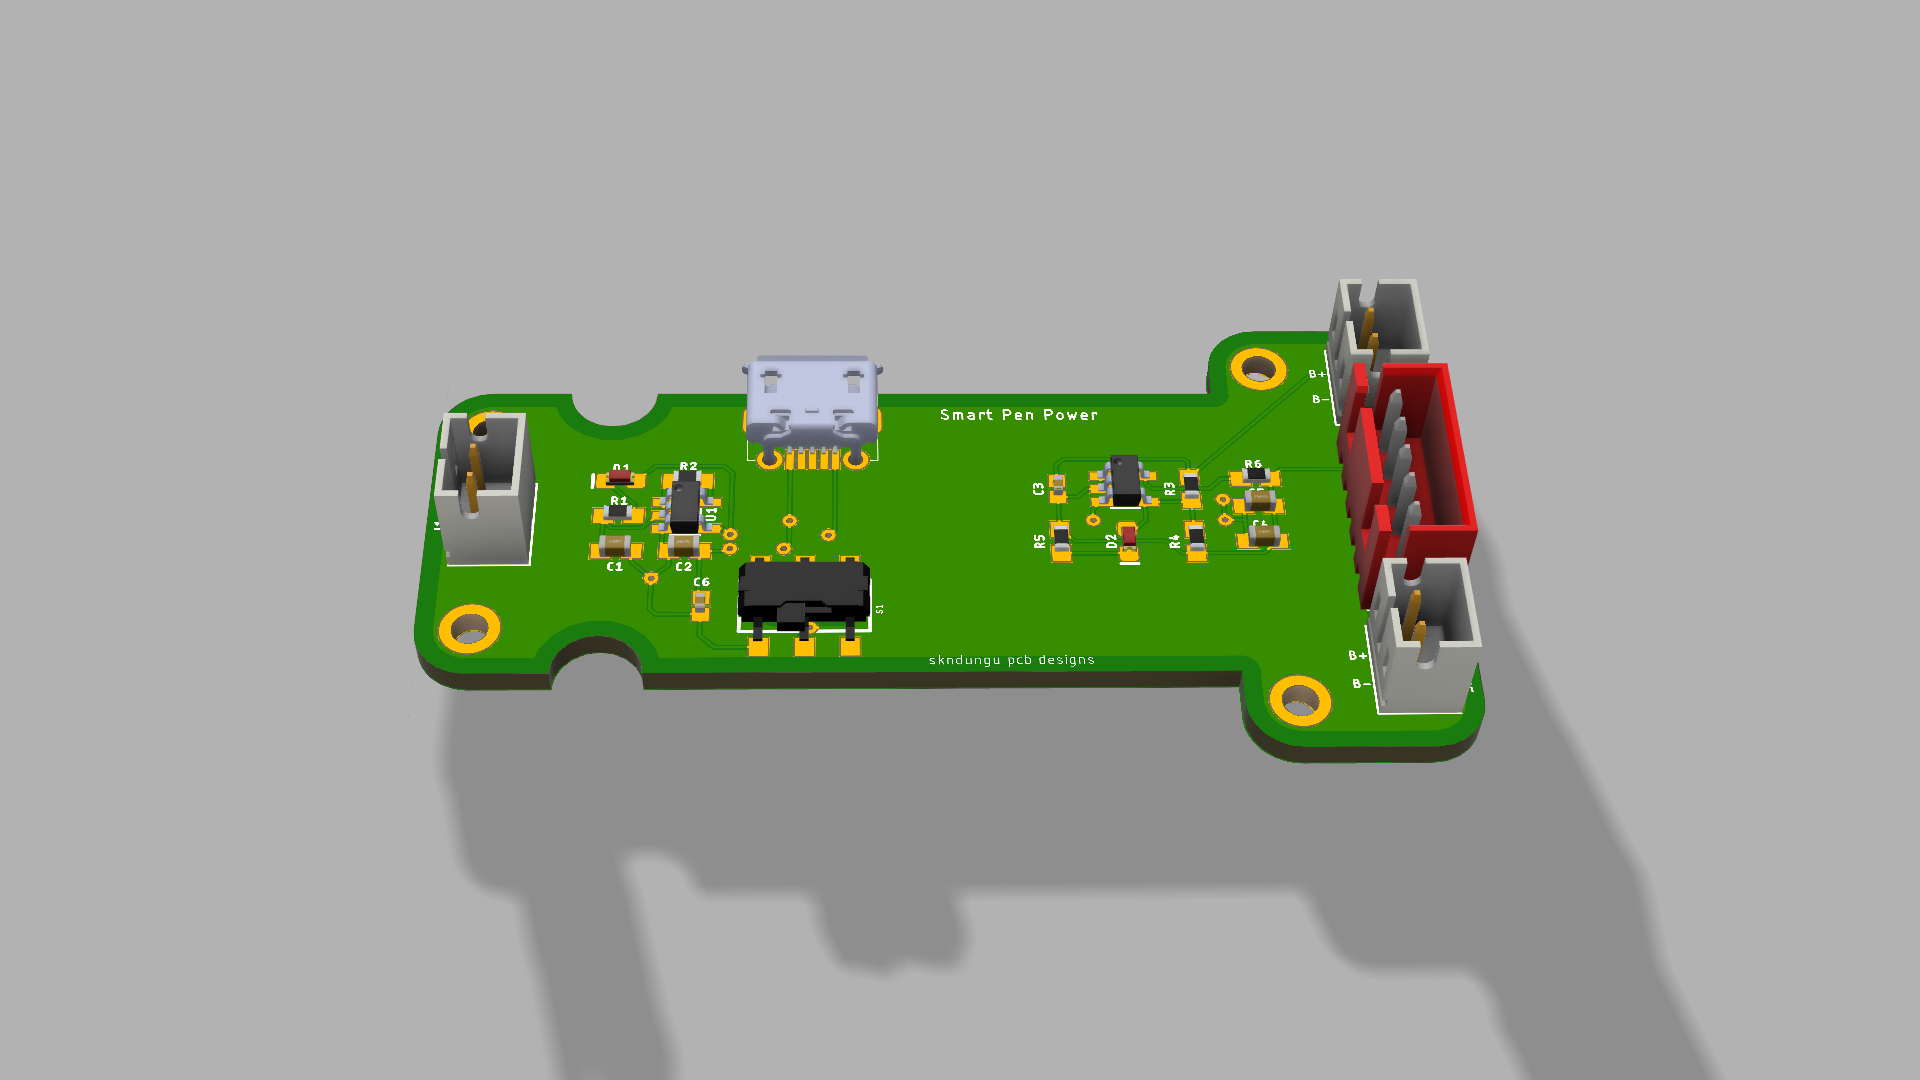 B+
B-
Smart Pen Power
D1
R2
R6
R1
U1
C3
R3
R5
D2
R4
C1
C2
C6
S1
skndungu pcb designs
B+
B-